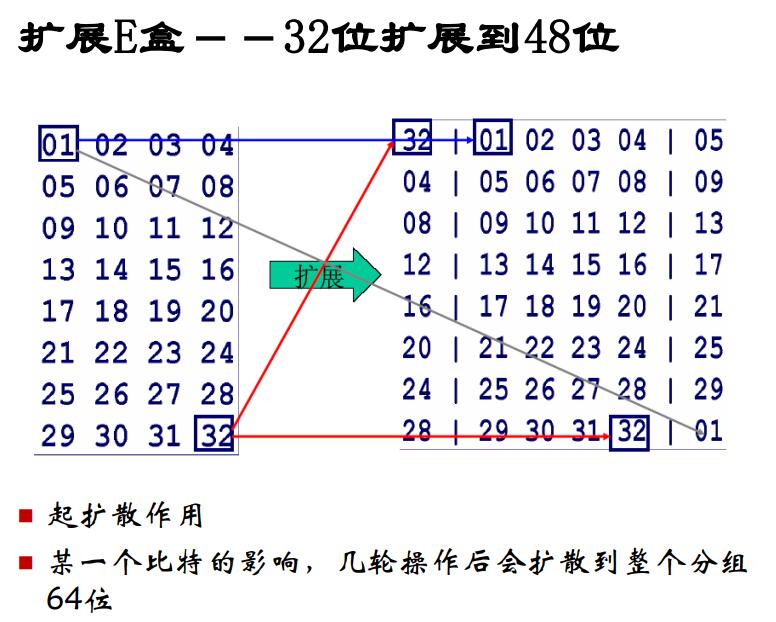 扩展E盒－－32位扩展到48位
01 02 03 04
05 06 07 08
09 10 11 12
13 14 15 16
17 18 19 20
21 22 23 24
25 26 27 28
29 30 31 32
扩展
32 | 01 02 03 04 | 05
04 | 05 06 07 08 | 09
08 | 09 10 11 12 | 13
12 | 13 14 15 16 | 17
16 | 17 18 19 20 | 21
20 | 21 22 23 24 | 25
24 | 25 26 27 28 | 29
28 | 29 30 31 32 | 01
起扩散作用
某一个比特的影响，几轮操作后会扩散到整个分组
64位